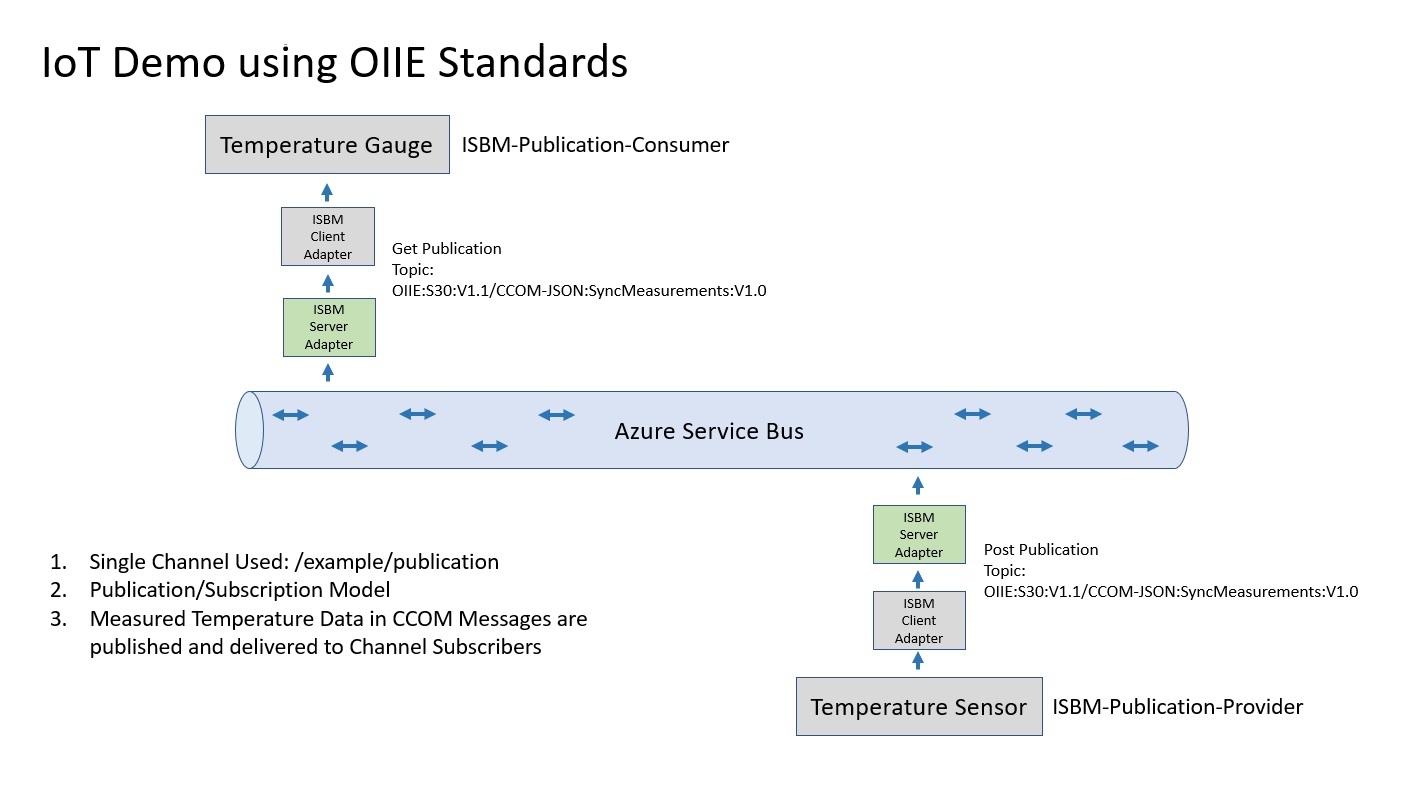 IoT Demo using OIIE Standards
Temperature Gauge
ISBM-Publication-Consumer
ISBM
Client
Adapter
Get Publication
Topic:
OIIE:S30:V1.1/CCOM-JSON:SyncMeasurements:V1.0
ISBM
Server
Adapter
Azure Service Bus
ISBM
Server
Adapter
Post Publication
Topic:
OIIE:S30:V1.1/CCOM-JSON:SyncMeasurements:V1.0
ISBM
Client
Adapter
1. Single Channel Used: /example/publication
2. Publication/Subscription Model
3. Measured Temperature Data in CCOM Messages are
published and delivered to Channel Subscribers
Temperature Sensor
ISBM-Publication-Provider